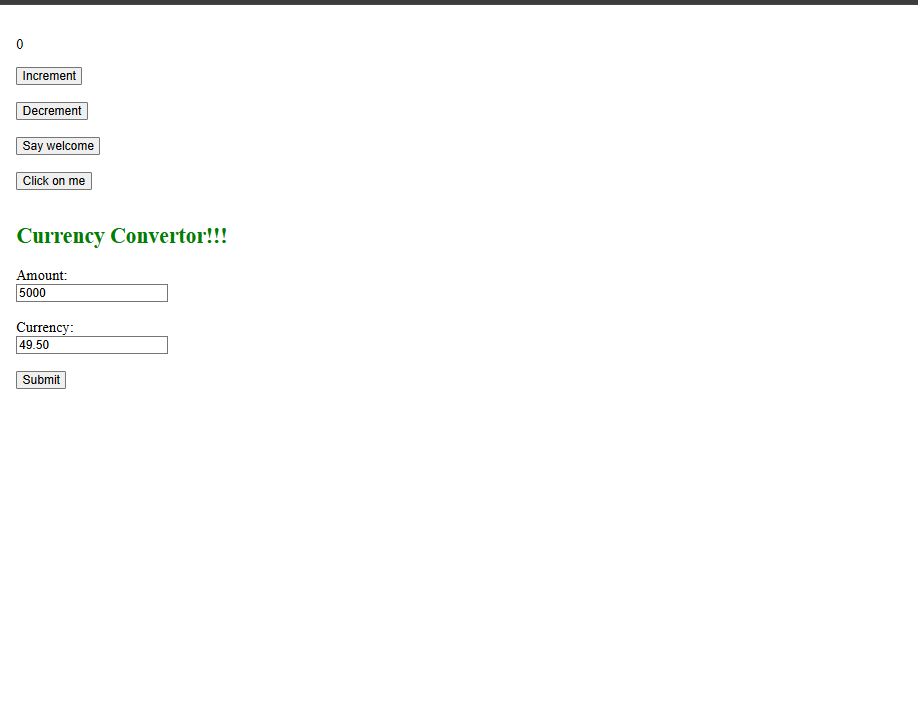 0
Increment
Decrement
Say welcome
Click on me
Currency Convertor!!!
Amount:
5000
Currency:
49.50
Submit